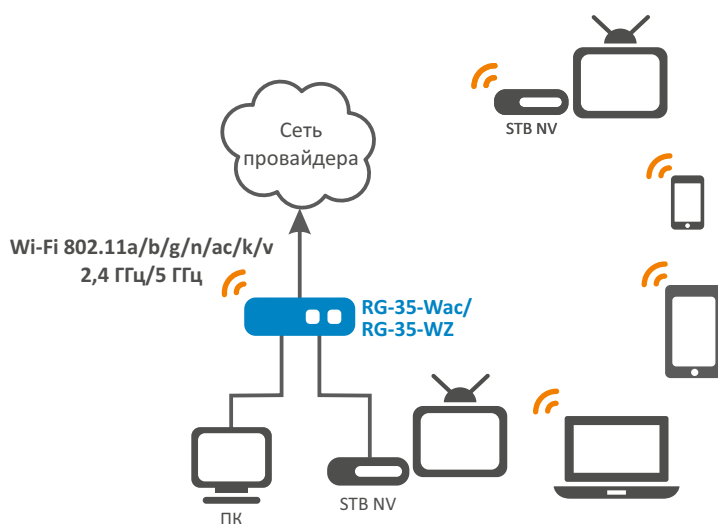 STB NV
Сеть
провайдера
Wi-Fi 802.11a/b/g/n/ac/k/v
2,4 ГГц/5 ГГц
RG-35-Wac/
RG-35-WZ
ПК
STB NV